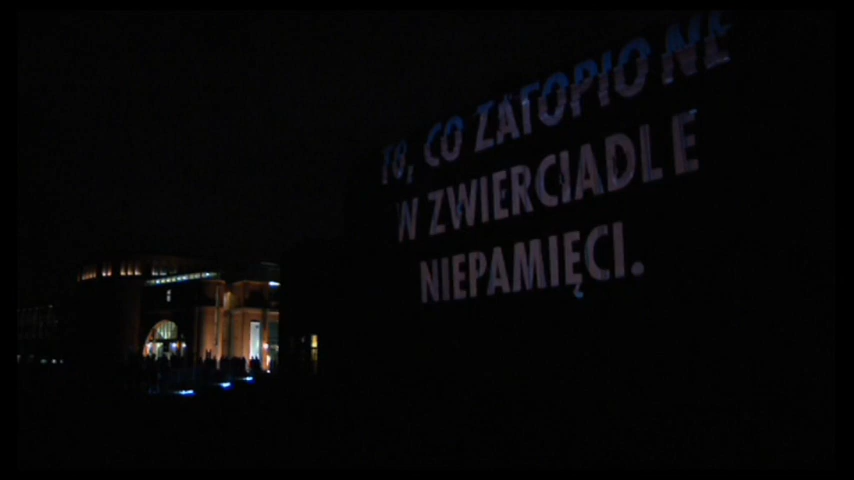 TO, CO ZATOPIONE
W ZWIERCIADLE
NIEPAMIĘCI.